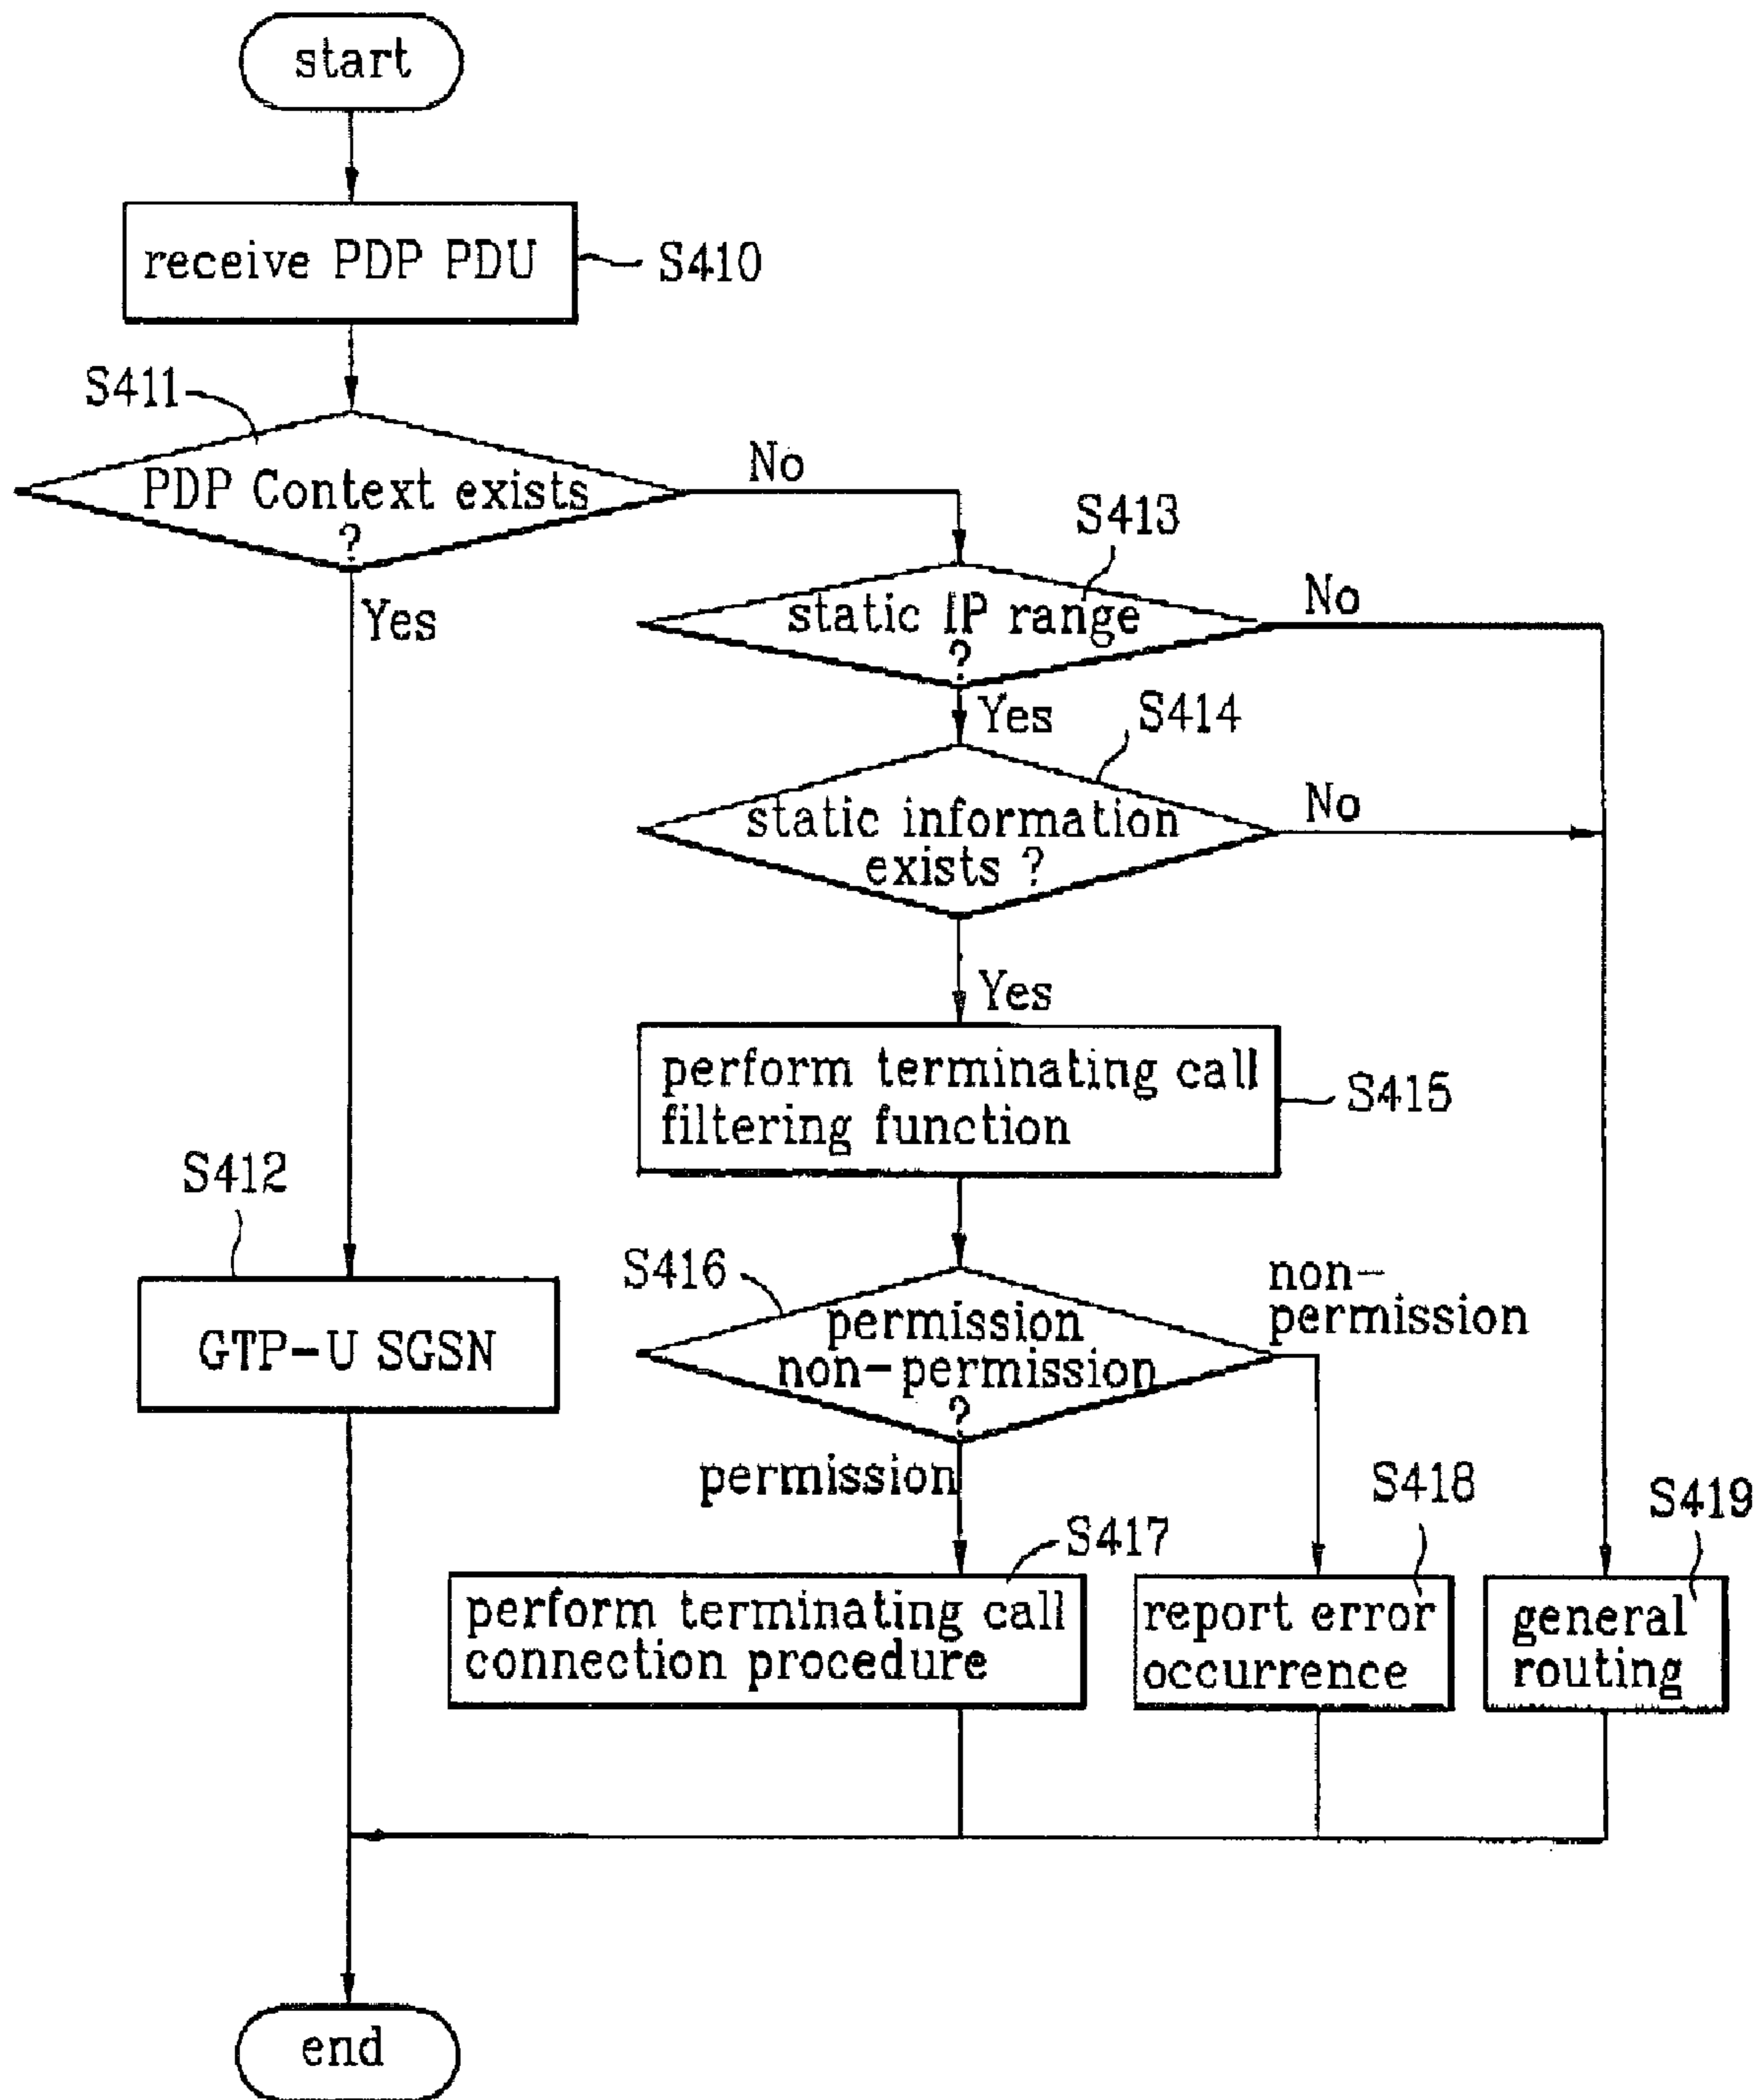 start
receive PDP PDU
S410
S411
PDP Context exists
?
No
Yes
S413
static IP range
?
No
Yes
S414
static information
exists ?
No
Yes
perform terminating call
filtering function
S415
S412
GTP-U SGSN
S416
permission
non-permission
?
non-
permission
permission
S417
perform terminating call
connection procedure
S418
report error
occurrence
S419
general
routing
end